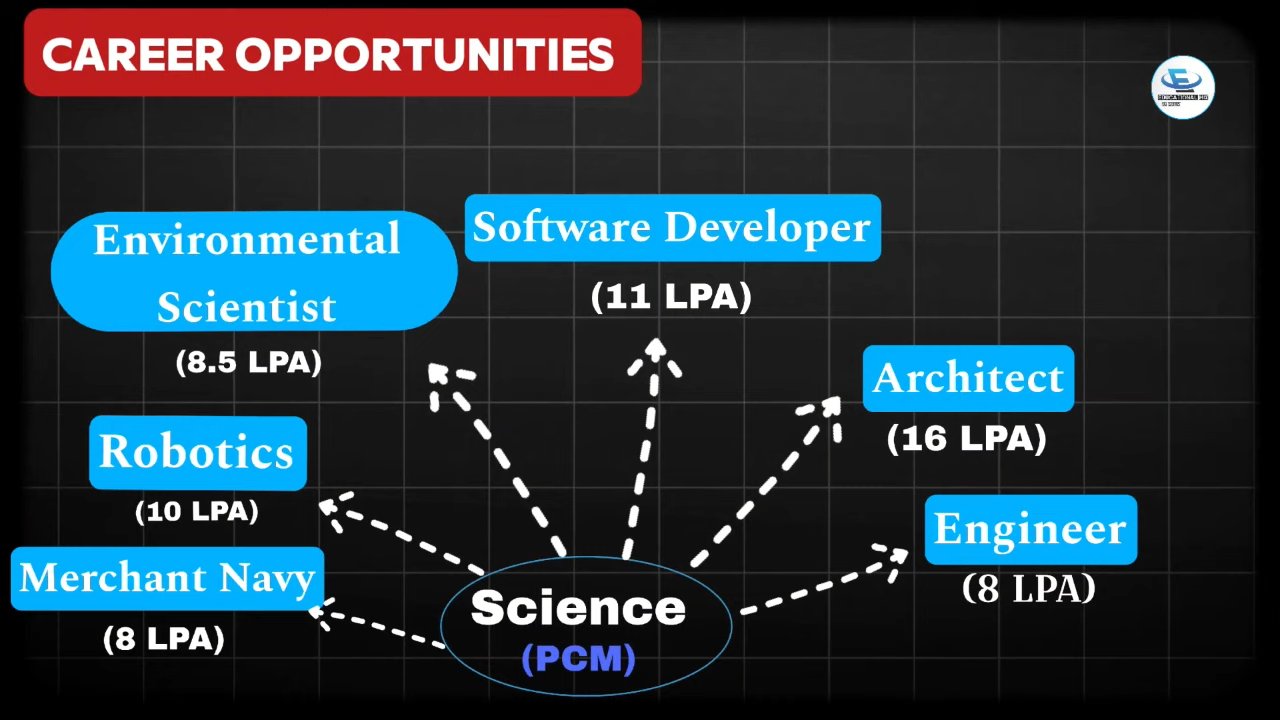 CAREER OPPORTUNITIES
Environmental
Scientist
(8.5 LPA)
Software Developer
(11 LPA)
Architect
(16 LPA)
Robotics
(10 LPA)
Engineer
(8 LPA)
Merchant Navy
(8 LPA)
Science
(PCM)